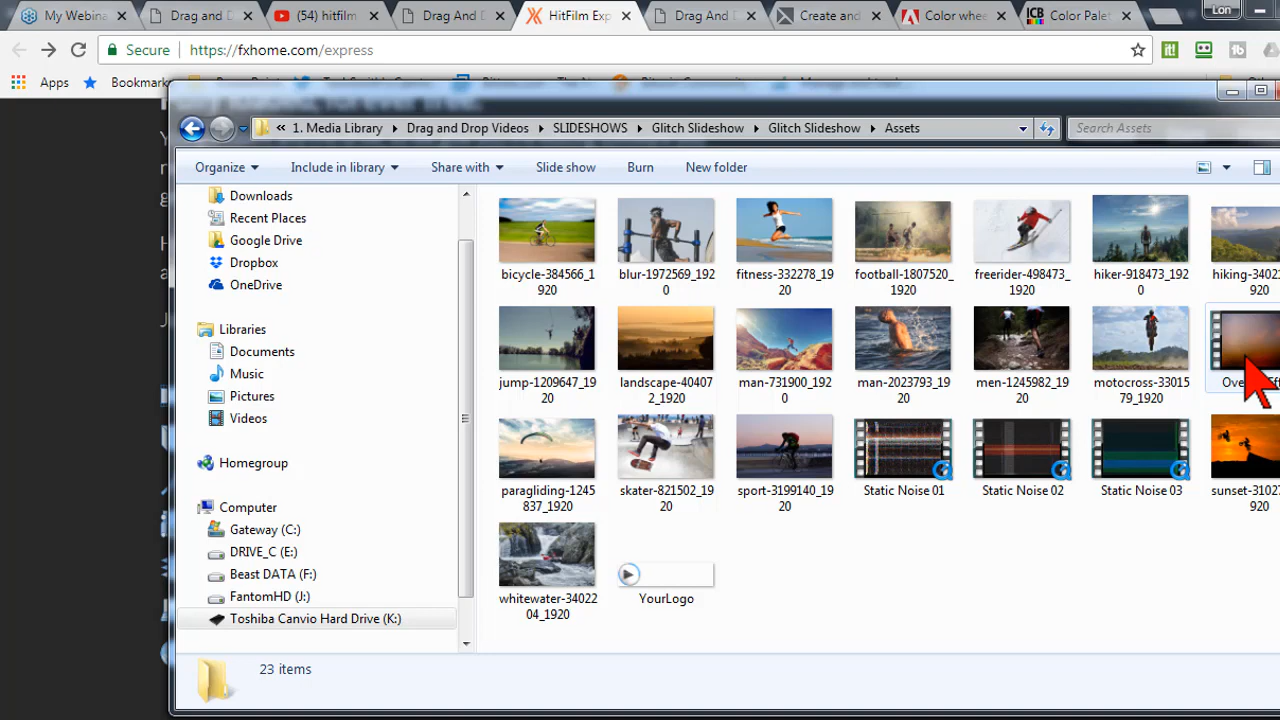 My Webina
Drag and D
(54) hitfilm
Drag And D
HitFilm Exp
Drag And D
Create and
Color whee
ICB
Color Palet
Lon
Secure
https://fxhome.com/express
it!
tb
Apps
Bookmark
« 1. Media Library
Drag and Drop Videos
SLIDESHOWS
Glitch Slideshow
Glitch Slideshow
Assets
Search Assets
Organize
Include in library
Share with
Slide show
Burn
New folder
Downloads
Recent Places
Google Drive
Dropbox
OneDrive
Libraries
Documents
Music
Pictures
Videos
Homegroup
Computer
Gateway (C:)
DRIVE_C (E:)
Beast DATA (F:)
FantomHD (J:)
Toshiba Canvio Hard Drive (K:)
bicycle-384566_1
920
blur-1972569_192
0
fitness-332278_19
20
football-1807520_
1920
freerider-498473_
1920
hiker-918473_192
0
hiking-3402
920
jump-1209647_19
20
landscape-40407
2_1920
man-731900_192
0
man-2023793_19
20
men-1245982_19
20
motocross-33015
79_1920
Ove
paragliding-1245
837_1920
skater-821502_19
20
sport-3199140_19
20
Static Noise 01
Static Noise 02
Static Noise 03
sunset-3102
920
whitewater-34022
04_1920
YourLogo
23 items